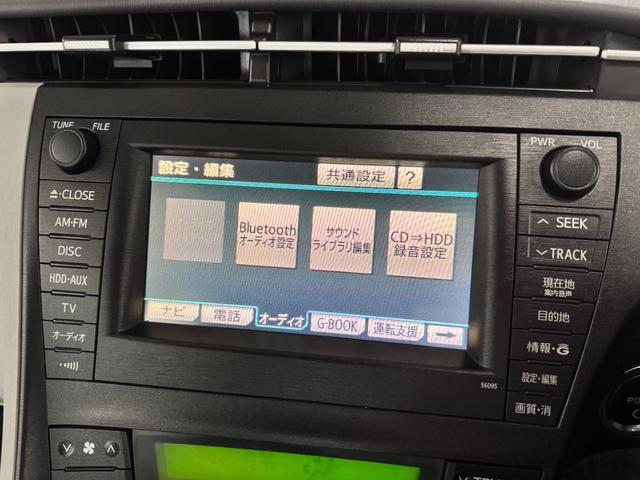 TUNE FILE
PWR VOL
設定・編集
共通設定 ?
Bluetooth
オーディオ設定
サウンド
ライブラリ編集
CD⇒HDD
録音設定
ナビ 電話 オーディオ G-BOOK 運転支援
CLOSE
AM・FM
DISC
HDD・AUX
TV
オーディオ
SEEK
TRACK
現在地
案内音声
目的地
情報・G
設定・編集
画質・消
56095